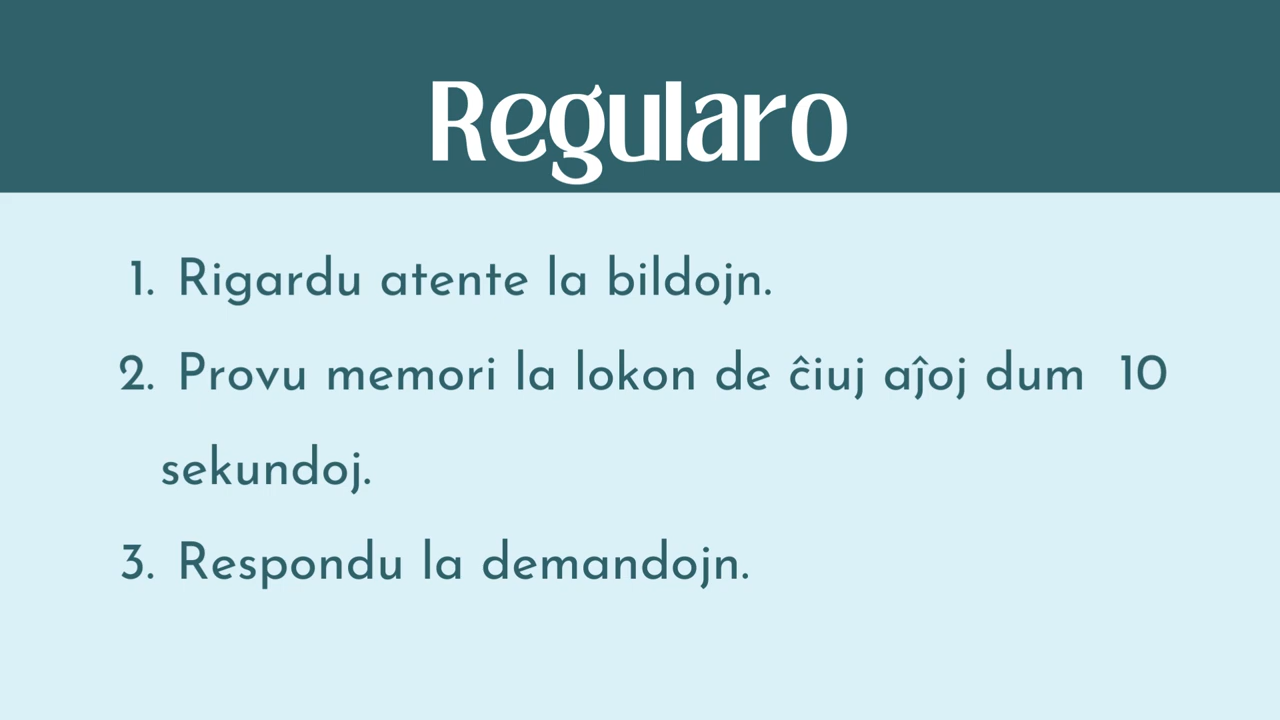 Regularo
1. Rigardu atente la bildojn.
2. Provu memori la lokon de ĉiuj aĵoj dum 10
sekundoj.
3. Respondu la demandojn.